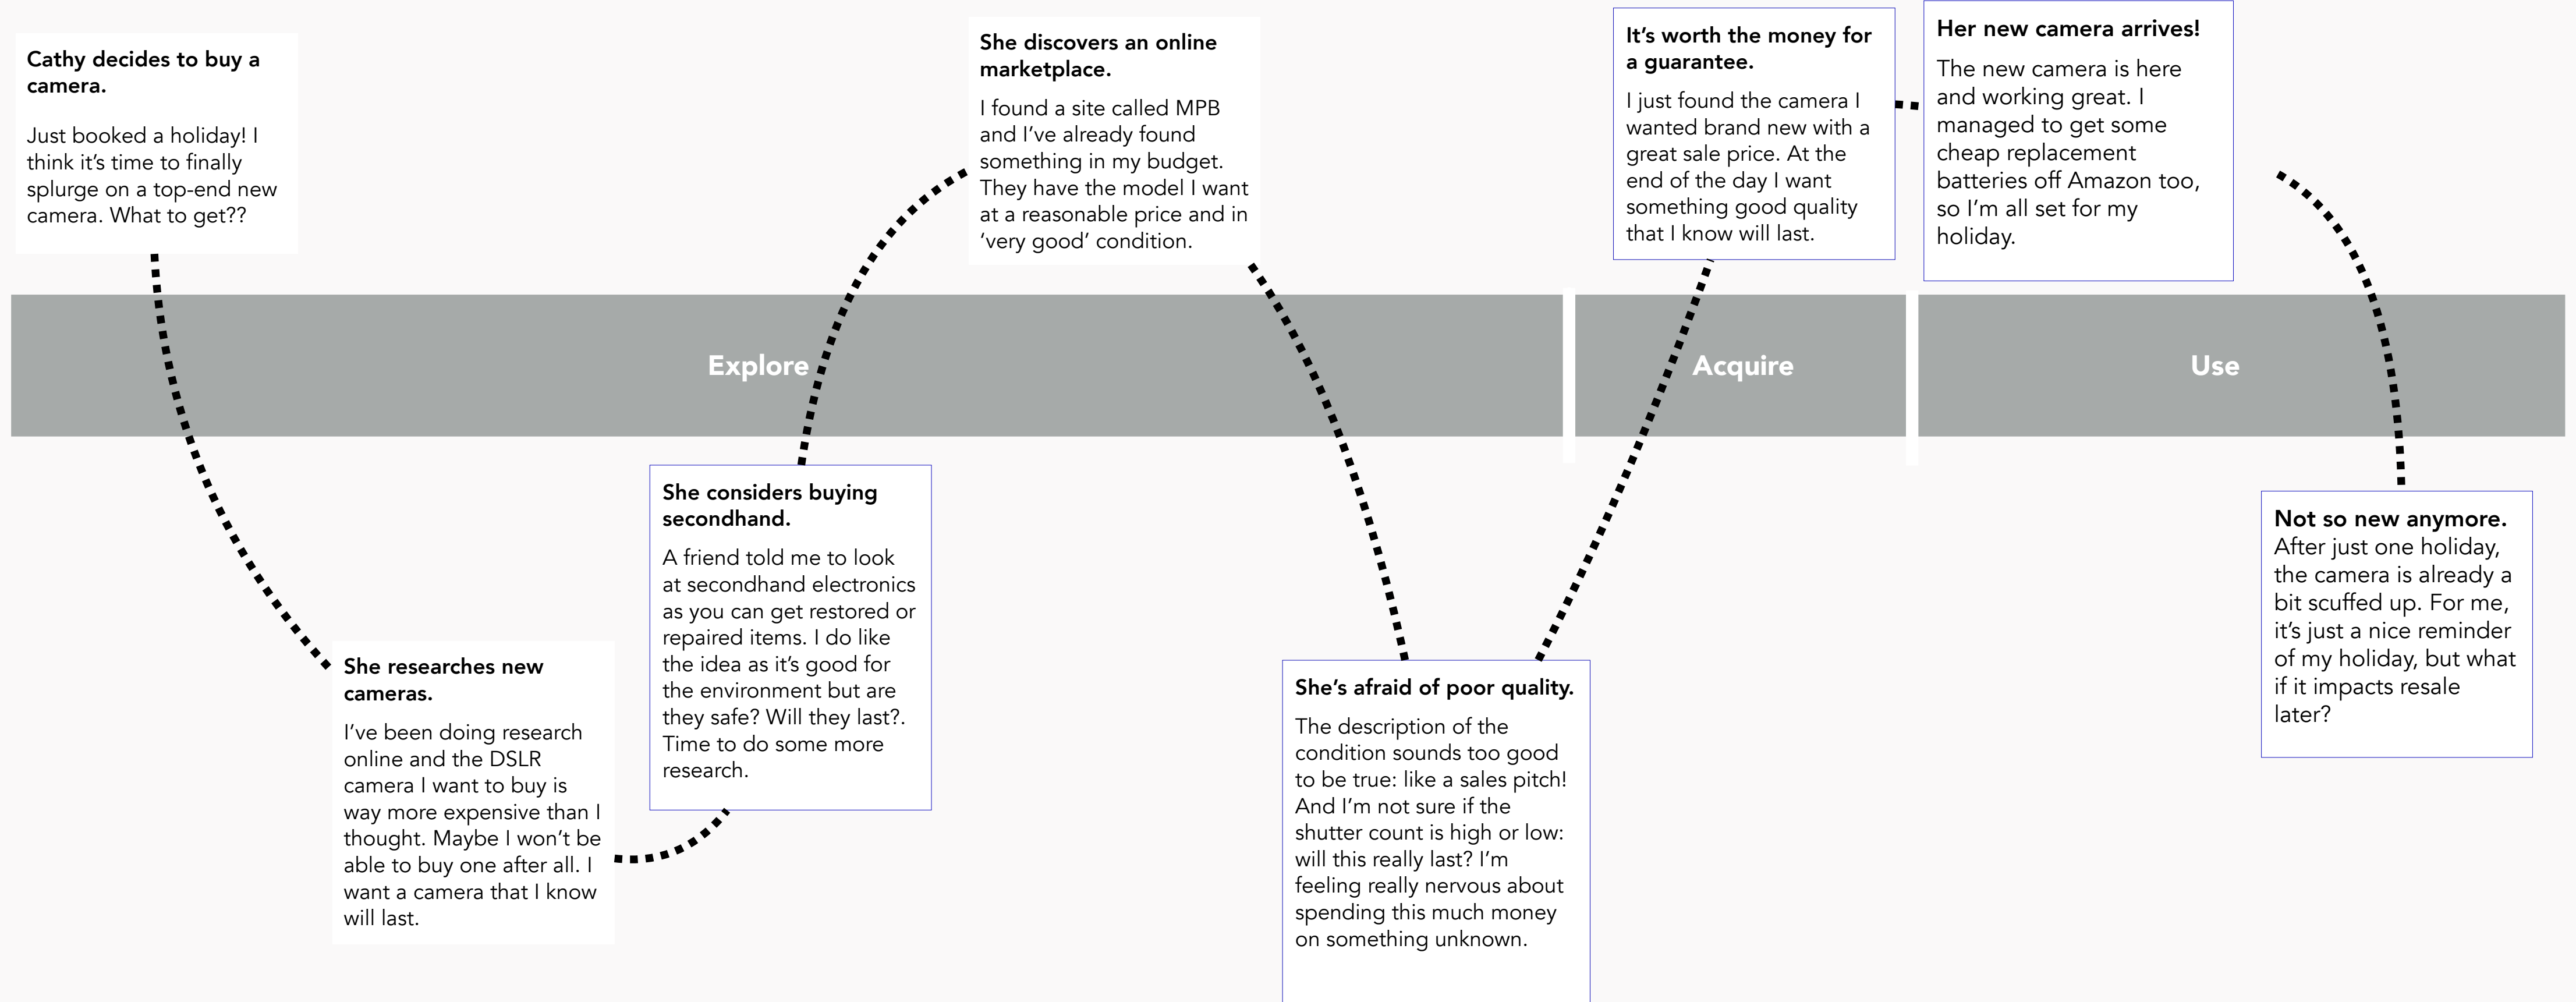 Cathy decides to buy a
camera.
Just booked a holiday! I
think it’s time to finally
splurge on a top-end new
camera. What to get??
She researches new
cameras.
I’ve been doing research
online and the DSLR
camera I want to buy is
way more expensive than I
thought. Maybe I won’t be
able to buy one after all. I
want a camera that I know
will last.
She considers buying
secondhand.
A friend told me to look
at secondhand electronics
as you can get restored or
repaired items. I do like
the idea as it’s good for
the environment but are
they safe? Will they last?.
Time to do some more
research.
She discovers an online
marketplace.
I found a site called MPB
and I’ve already found
something in my budget.
They have the model I want
at a reasonable price and in
‘very good’ condition.
Explore
She’s afraid of poor quality.
The description of the
condition sounds too good
to be true: like a sales pitch!
And I’m not sure if the
shutter count is high or low:
will this really last? I’m
feeling really nervous about
spending this much money
on something unknown.
It’s worth the money for
a guarantee.
I just found the camera I
wanted brand new with a
great sale price. At the
end of the day I want
something good quality
that I know will last.
Acquire
Her new camera arrives!
The new camera is here
and working great. I
managed to get some
cheap replacement
batteries off Amazon too,
so I’m all set for my
holiday.
Use
Not so new anymore.
After just one holiday,
the camera is already a
bit scuffed up. For me,
it’s just a nice reminder
of my holiday, but what
if it impacts resale
later?